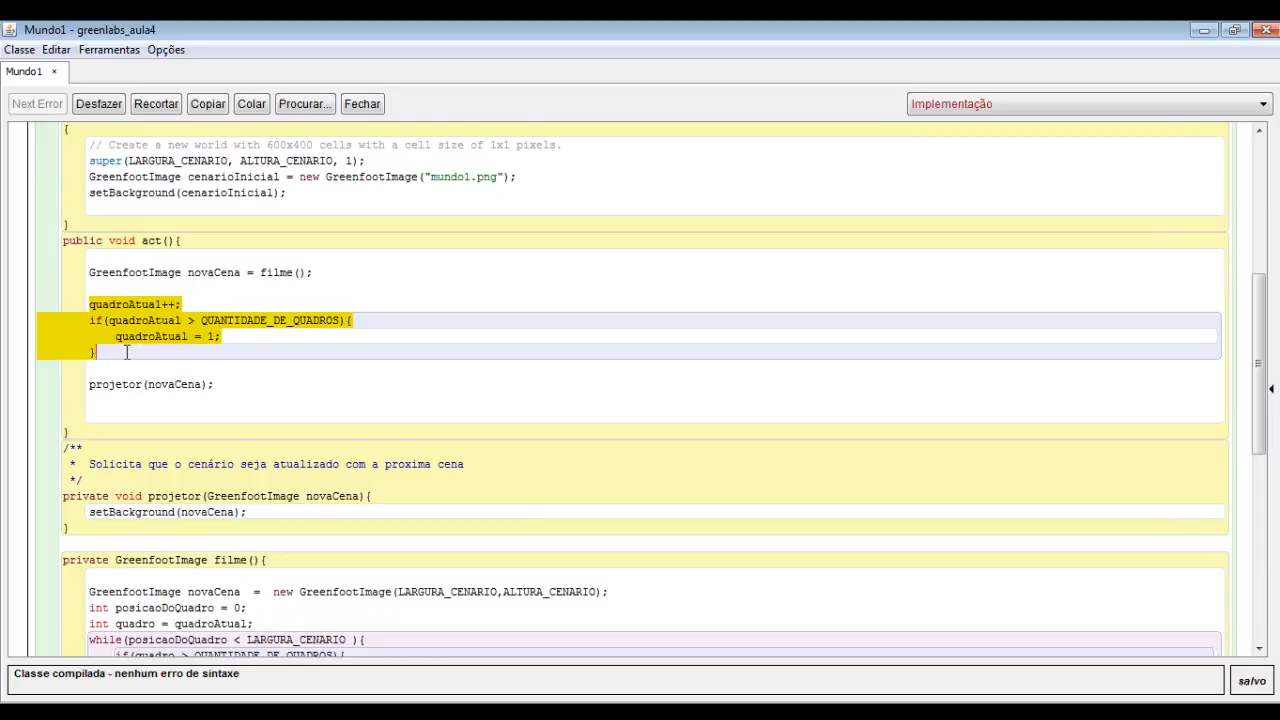 Mundo1 - greenlabs_aula4
Classe Editar Ferramentas Opções
Mundo1 ×
Next Error Desfazer Recortar Copiar Colar Procurar... Fechar Implementação
{
// Create a new world with 600x400 cells with a cell size of 1x1 pixels.
super(LARGURA_CENARIO, ALTURA_CENARIO, 1);
GreenfootImage cenarioInicial = new GreenfootImage("mundo1.png");
setBackground(cenarioInicial);
}
public void act(){
GreenfootImage novaCena = filme();
quadroAtual++;
if(quadroAtual > QUANTIDADE_DE_QUADROS){
quadroAtual = 1;
}
projetor(novaCena);
}
/**
* Solicita que o cenário seja atualizado com a proxima cena
*/
private void projetor(GreenfootImage novaCena){
setBackground(novaCena);
}
private GreenfootImage filme(){
GreenfootImage novaCena = new GreenfootImage(LARGURA_CENARIO,ALTURA_CENARIO);
int posicaoDoQuadro = 0;
int quadro = quadroAtual;
while(posicaoDoQuadro < LARGURA_CENARIO ){
if(quadro > QUANTIDADE_DE_QUADROS){
Classe compilada - nenhum erro de sintaxe
salvo